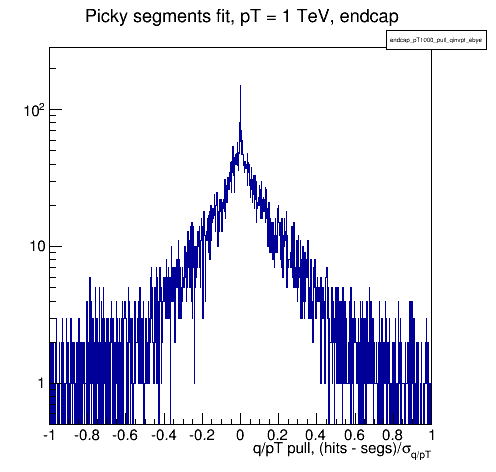 Picky segments fit, pT = 1 TeV, endcap
endcap_pT1000_pull_qinvpt_ebye
10²
10
1
-1 -0.8 -0.6 -0.4 -0.2 0 0.2 0.4 0.6 0.8 1
q/pT pull, (hits - segs)/σ_q/pT